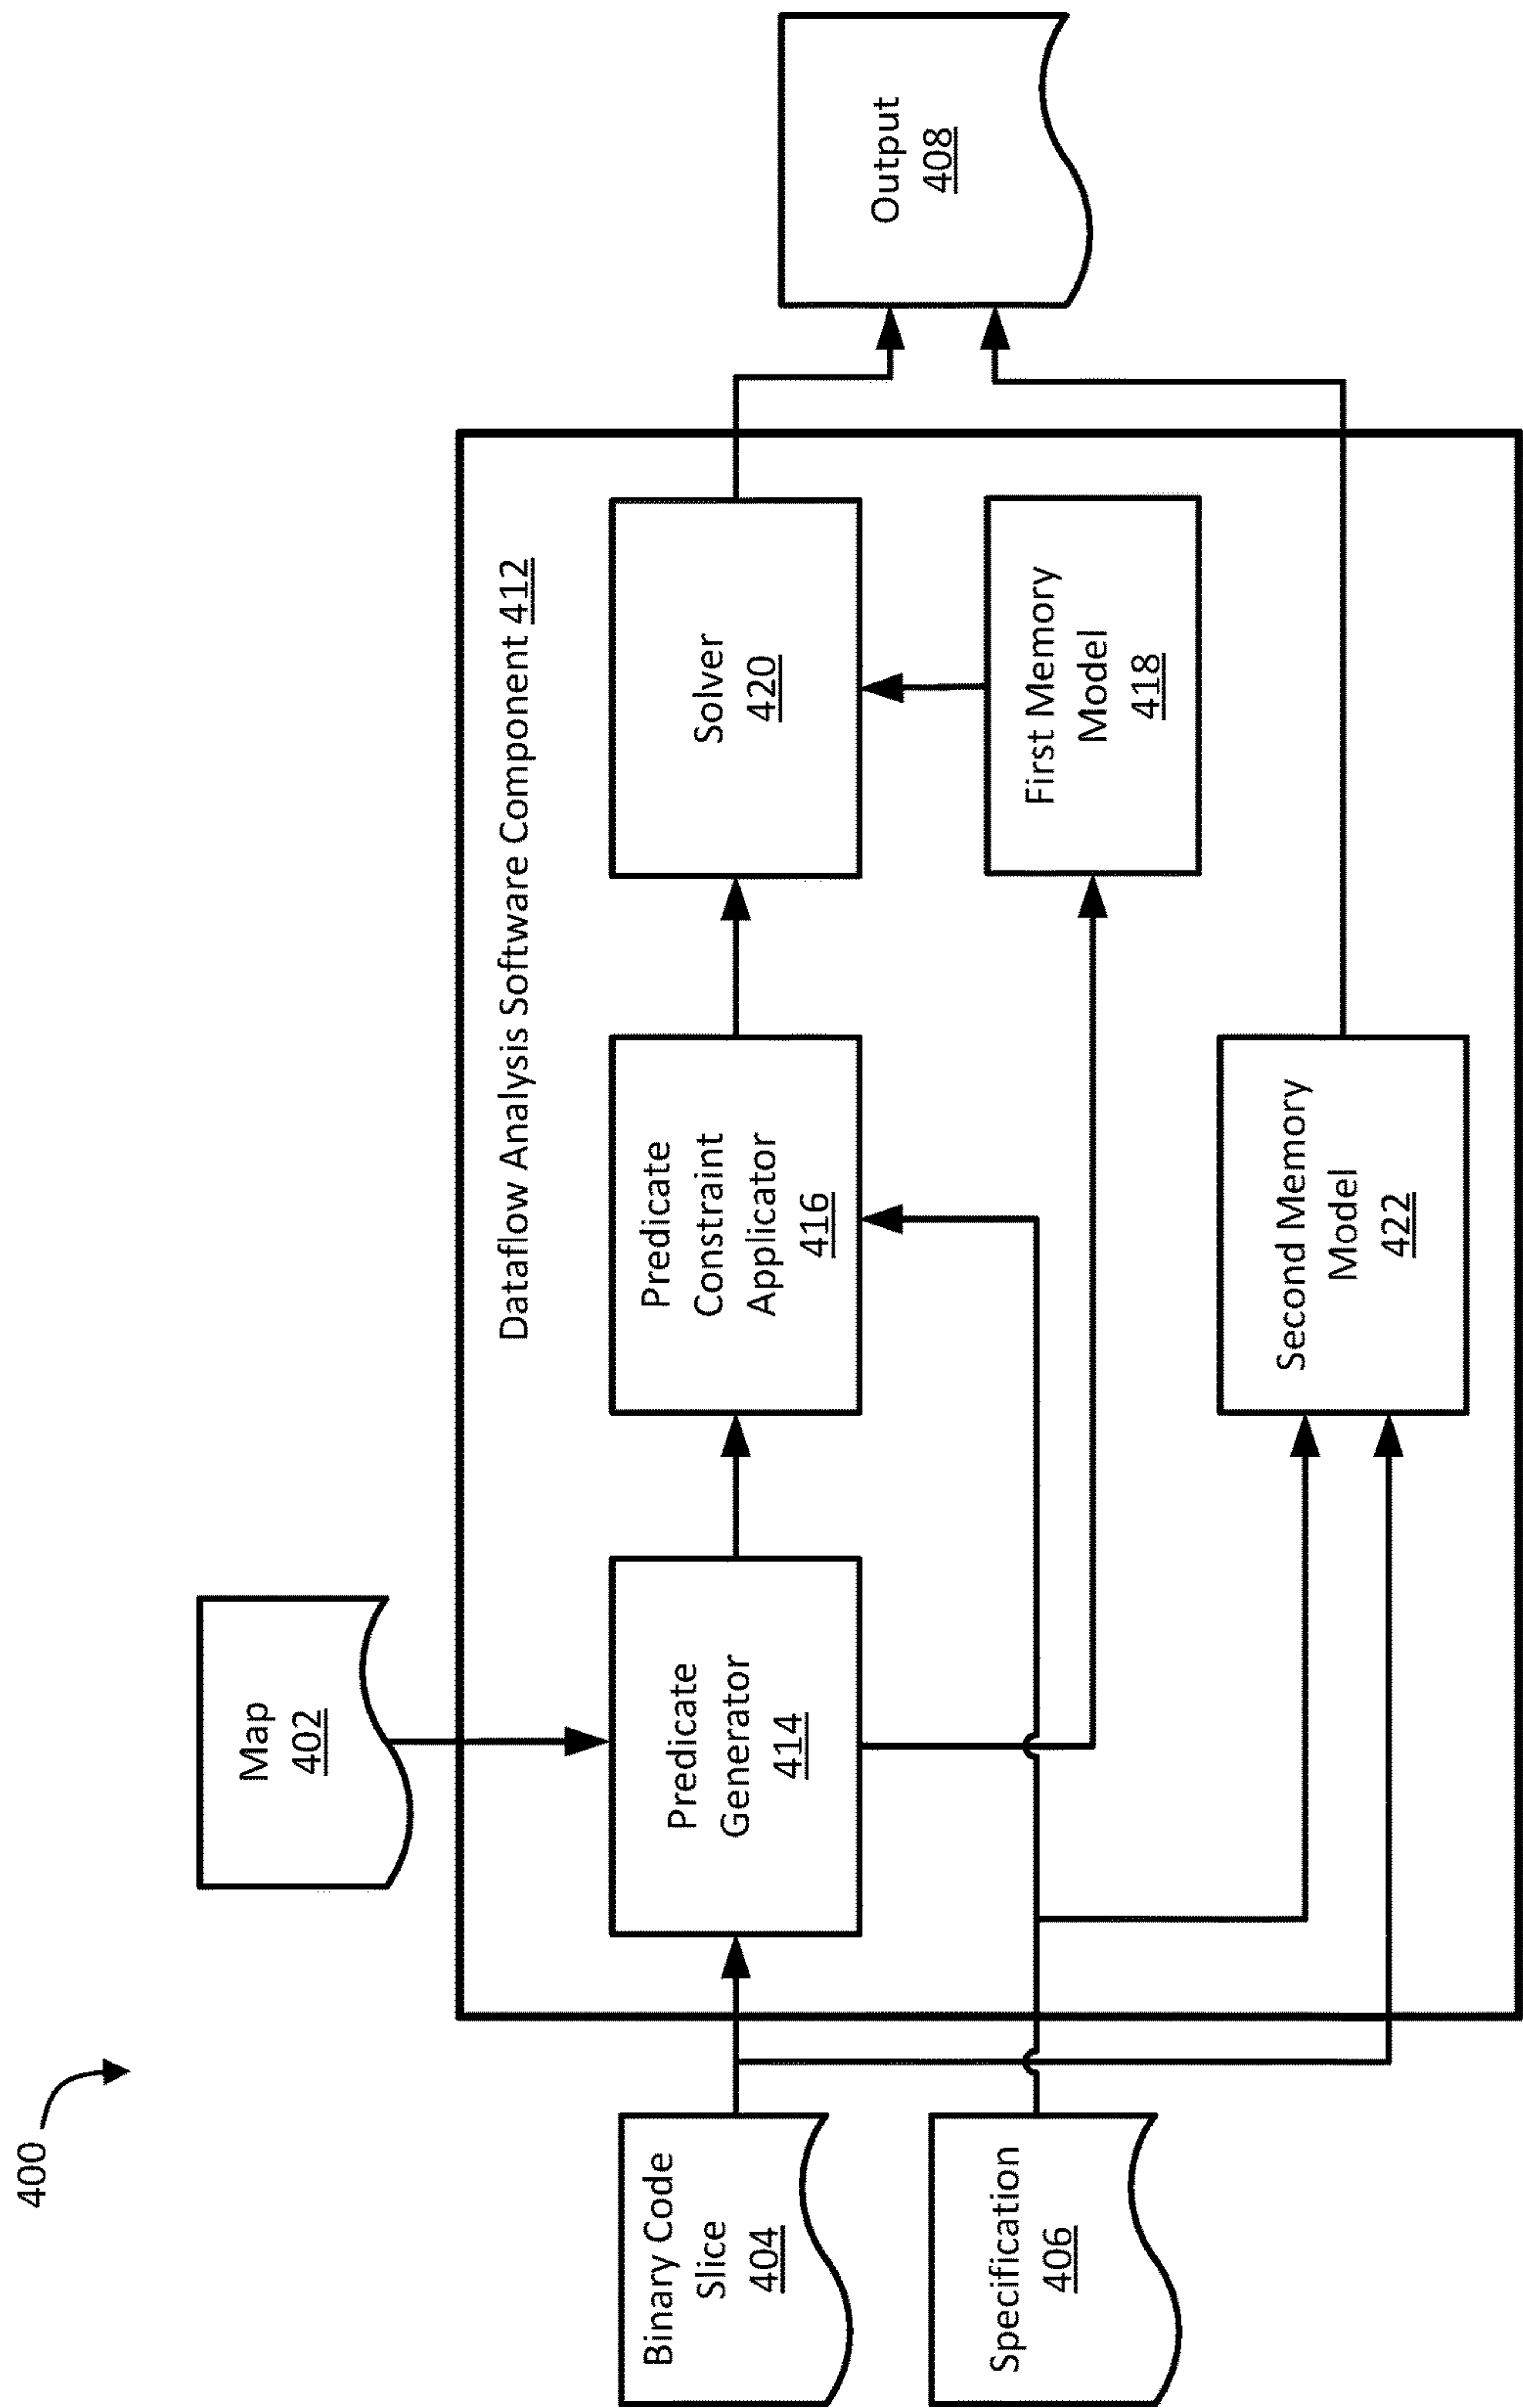 400
Map
402
Dataflow Analysis Software Component 412
Binary Code
Slice
404
Predicate
Generator
414
Predicate
Constraint
Applicator
416
Solver
420
Output
408
Specification
406
First Memory
Model
418
Second Memory
Model
422